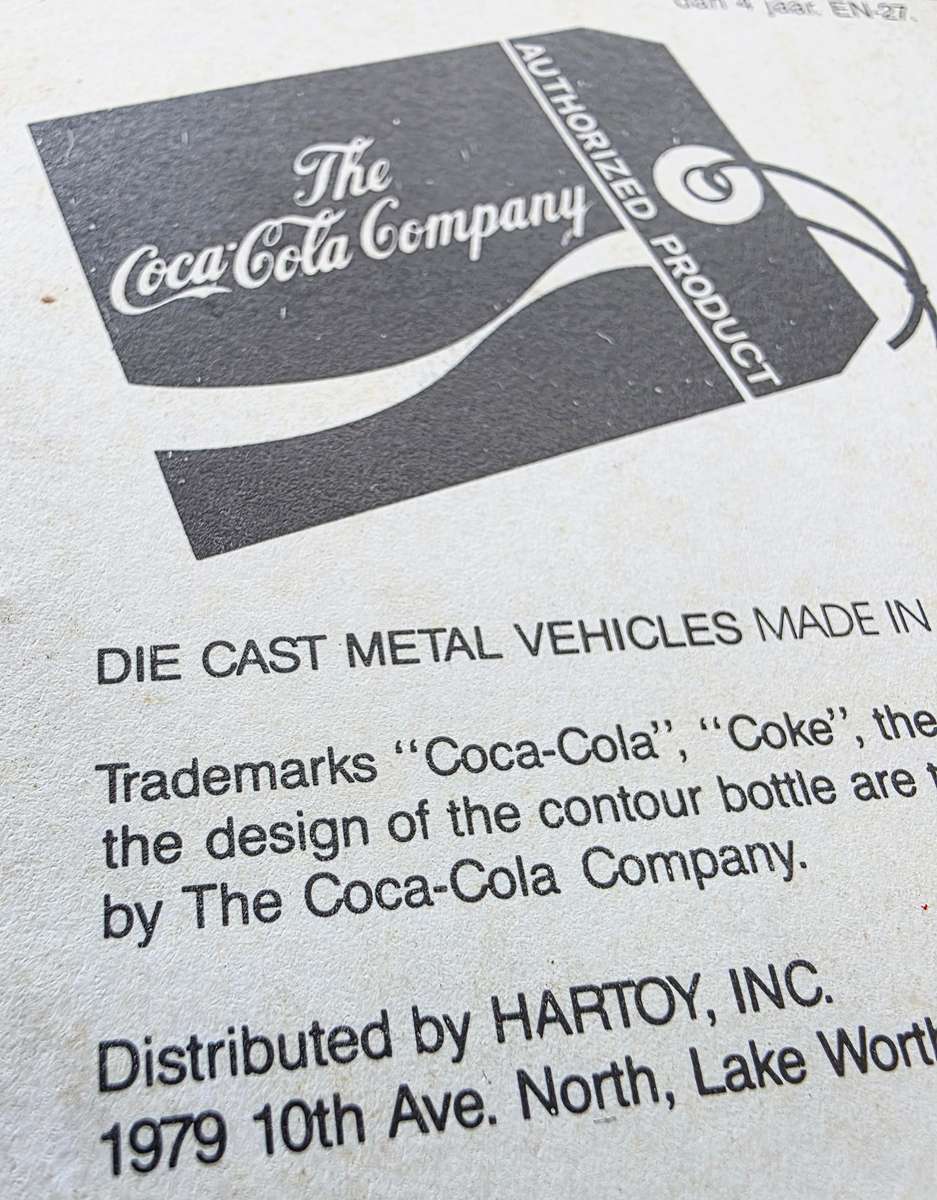 4 jaar. EN-27.
AUTHORIZED PRODUCT
The
Coca-Cola Company
DIE CAST METAL VEHICLES MADE IN
Trademarks “Coca-Cola”, “Coke”, the
the design of the contour bottle are
by The Coca-Cola Company.
Distributed by HARTOY, INC.
1979 10th Ave. North, Lake Worth